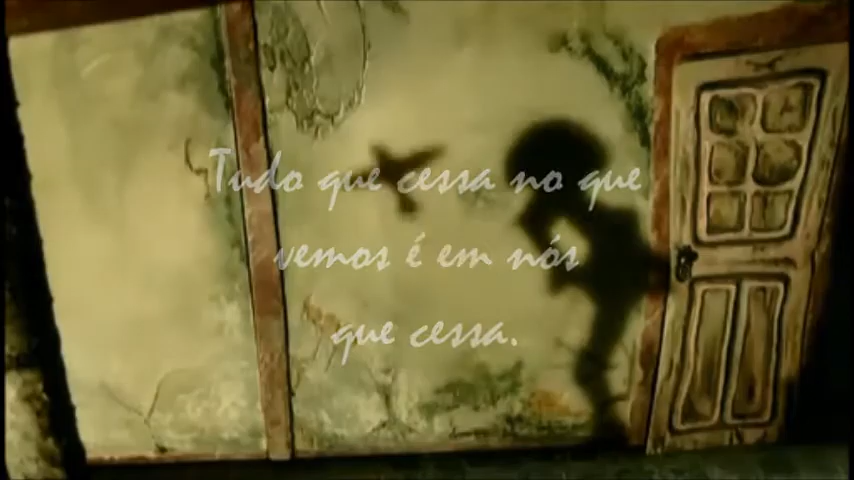 Tudo que cessa no que
vemos é em nós
que cessa.